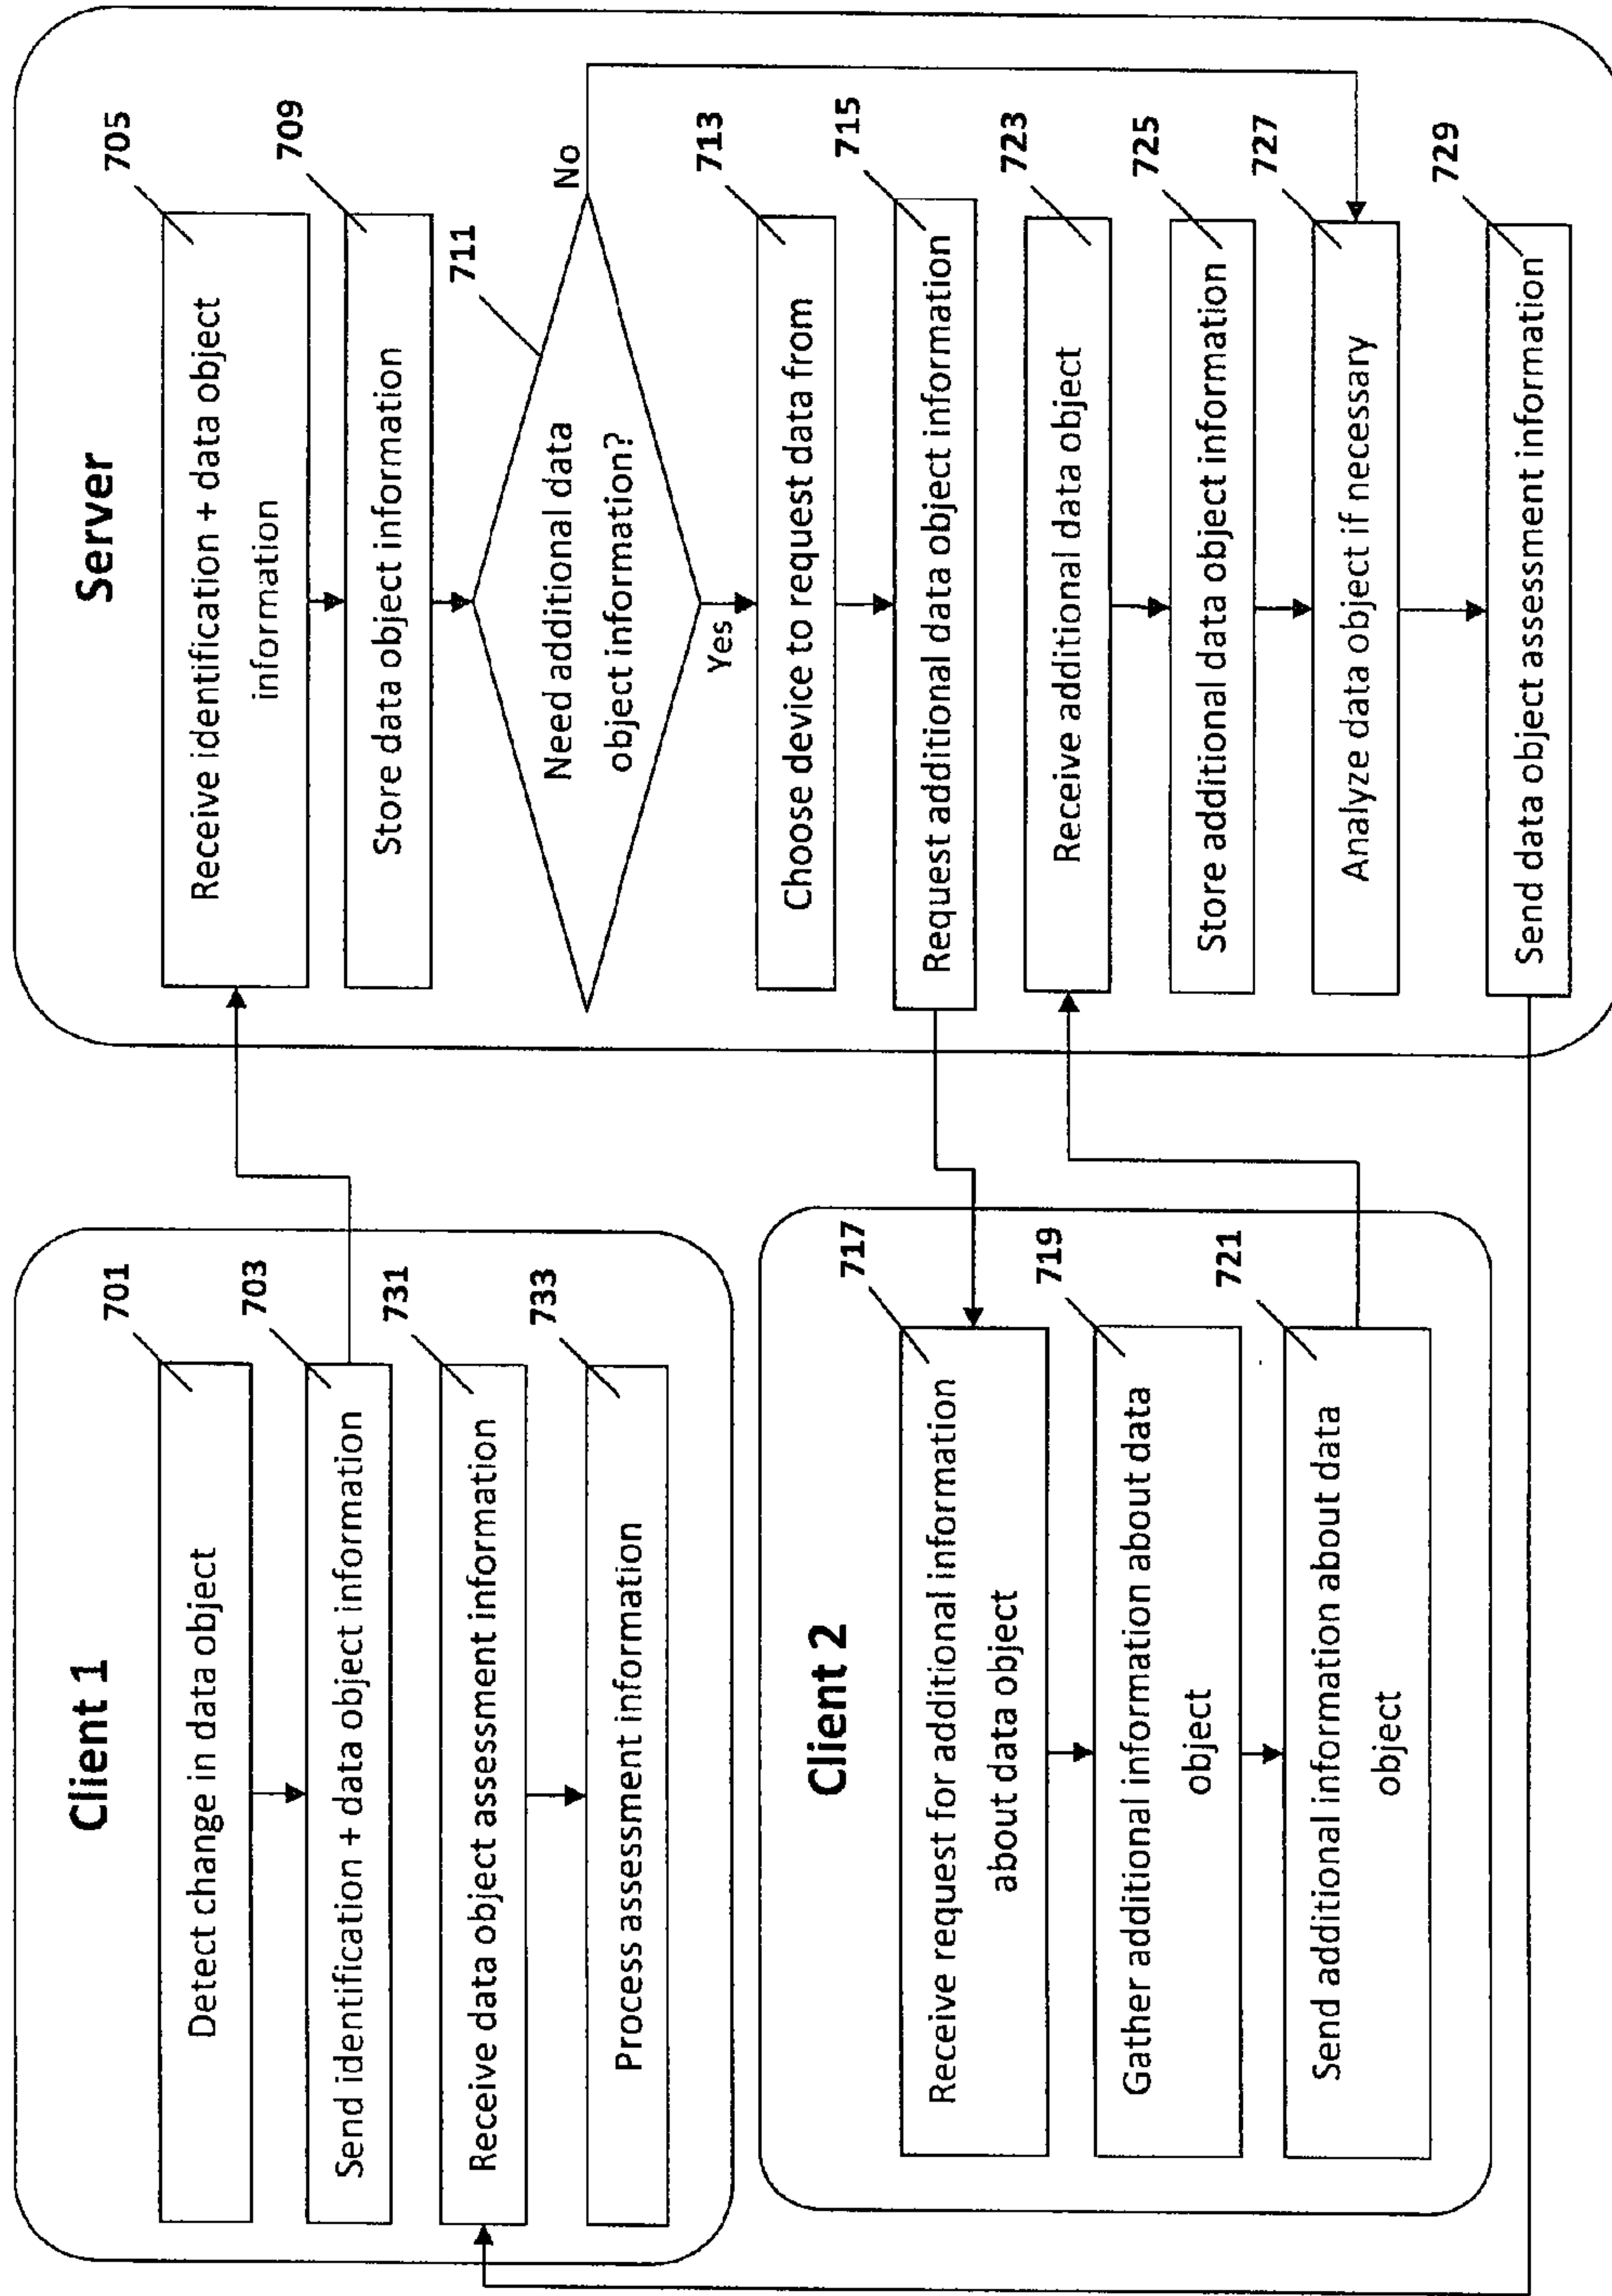 Client 1
701
Detect change in data object
703
Send identification + data object information
731
Receive data object assessment information
733
Process assessment information
Client 2
717
Receive request for additional information
about data object
719
Gather additional information about data
object
721
Send additional information about data
object
Server
705
Receive identification + data object
information
709
Store data object information
711
Need additional data
object information?
No
Yes
713
Choose device to request data from
715
Request additional data object information
723
Receive additional data object
725
Store additional data object information
727
Analyze data object if necessary
729
Send data object assessment information